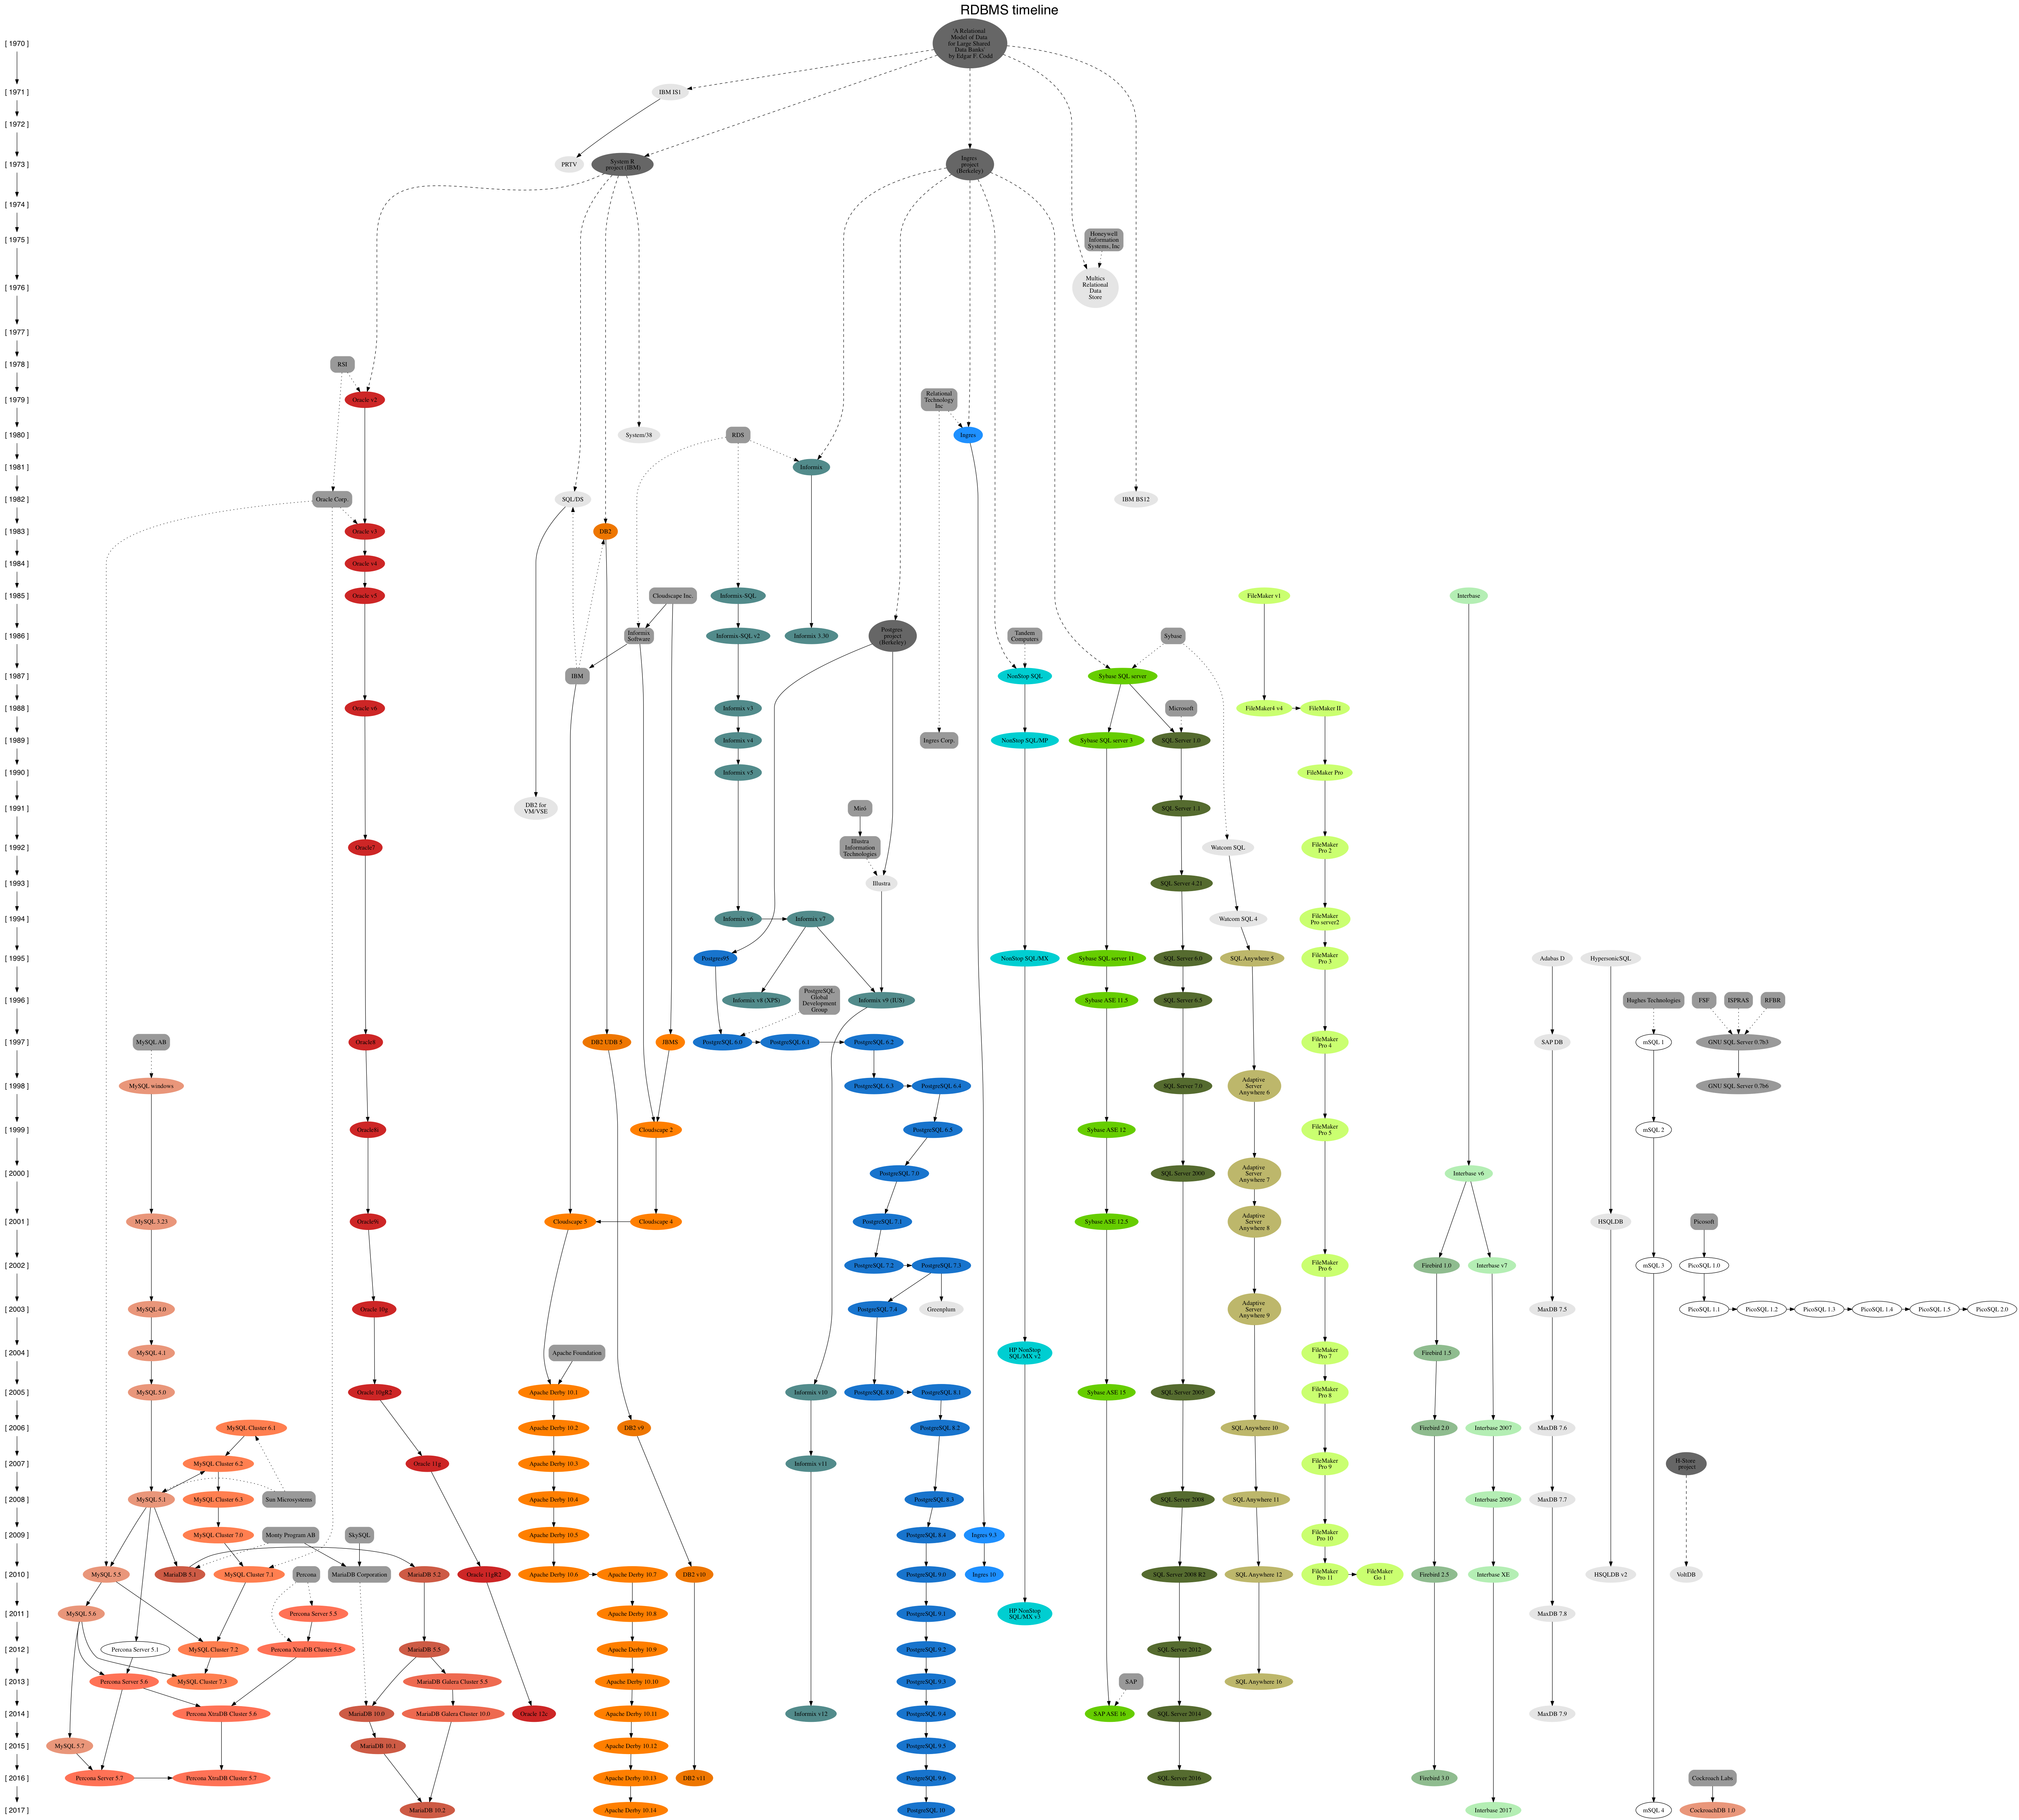 RDBMS timeline
'A Relational
Model of Data
for Large Shared
Data Banks'
by Edgar F. Codd
[ 1970 ]
[ 1971 ]
IBM IS1
[ 1972 ]
[ 1973 ]
PRTV
System R
project (IBM)
Ingres
project
(Berkeley)
[ 1974 ]
[ 1975 ]
Honeywell
Information
Systems, Inc
[ 1976 ]
Multics
Relational
Data
Store
[ 1977 ]
[ 1978 ]
RSI
[ 1979 ]
Oracle v2
Relational
Technology
Inc
[ 1980 ]
System/38
RDS
Ingres
[ 1981 ]
Informix
[ 1982 ]
Oracle Corp.
SQL/DS
IBM BS12
[ 1983 ]
Oracle v3
DB2
[ 1984 ]
Oracle v4
[ 1985 ]
Oracle v5
Cloudscape Inc.
Informix-SQL
FileMaker v1
Interbase
[ 1986 ]
Informix
Software
Informix-SQL v2
Informix 3.30
Postgres
project
(Berkeley)
Tandem
Computers
Sybase
[ 1987 ]
IBM
NonStop SQL
Sybase SQL server
[ 1988 ]
Oracle v6
Informix v3
Microsoft
FileMaker4 v4
FileMaker II
[ 1989 ]
Informix v4
Ingres Corp.
NonStop SQL/MP
Sybase SQL server 3
SQL Server 1.0
[ 1990 ]
Informix v5
FileMaker Pro
[ 1991 ]
DB2 for
VM/VSE
Miró
SQL Server 1.1
[ 1992 ]
Oracle7
Illustra
Information
Technologies
Watcom SQL
FileMaker
Pro 2
[ 1993 ]
Illustra
SQL Server 4.21
[ 1994 ]
Informix v6
Informix v7
Watcom SQL 4
FileMaker
Pro server2
[ 1995 ]
Postgres95
NonStop SQL/MX
Sybase SQL server 11
SQL Server 6.0
SQL Anywhere 5
FileMaker
Pro 3
Adabas D
HypersonicSQL
[ 1996 ]
Informix v8 (XPS)
PostgreSQL
Global
Development
Group
Informix v9 (IUS)
Sybase ASE 11.5
SQL Server 6.5
Hughes Technologies
FSF
ISPRAS
RFBR
[ 1997 ]
MySQL AB
Oracle8
DB2 UDB 5
JBMS
PostgreSQL 6.0
PostgreSQL 6.1
PostgreSQL 6.2
FileMaker
Pro 4
SAP DB
mSQL 1
GNU SQL Server 0.7b3
[ 1998 ]
MySQL windows
PostgreSQL 6.3
PostgreSQL 6.4
SQL Server 7.0
Adaptive
Server
Anywhere 6
GNU SQL Server 0.7b6
[ 1999 ]
Oracle8i
Cloudscape 2
PostgreSQL 6.5
Sybase ASE 12
FileMaker
Pro 5
mSQL 2
[ 2000 ]
PostgreSQL 7.0
SQL Server 2000
Adaptive
Server
Anywhere 7
Interbase v6
[ 2001 ]
MySQL 3.23
Oracle9i
Cloudscape 5
Cloudscape 4
PostgreSQL 7.1
Sybase ASE 12.5
Adaptive
Server
Anywhere 8
HSQLDB
Picosoft
[ 2002 ]
PostgreSQL 7.2
PostgreSQL 7.3
FileMaker
Pro 6
Firebird 1.0
Interbase v7
mSQL 3
PicoSQL 1.0
[ 2003 ]
MySQL 4.0
Oracle 10g
PostgreSQL 7.4
Greenplum
Adaptive
Server
Anywhere 9
MaxDB 7.5
PicoSQL 1.1
PicoSQL 1.2
PicoSQL 1.3
PicoSQL 1.4
PicoSQL 1.5
PicoSQL 2.0
[ 2004 ]
MySQL 4.1
Apache Foundation
HP NonStop
SQL/MX v2
FileMaker
Pro 7
Firebird 1.5
[ 2005 ]
MySQL 5.0
Oracle 10gR2
Apache Derby 10.1
Informix v10
PostgreSQL 8.0
PostgreSQL 8.1
Sybase ASE 15
SQL Server 2005
FileMaker
Pro 8
[ 2006 ]
MySQL Cluster 6.1
Apache Derby 10.2
DB2 v9
PostgreSQL 8.2
SQL Anywhere 10
Firebird 2.0
Interbase 2007
MaxDB 7.6
[ 2007 ]
MySQL Cluster 6.2
Oracle 11g
Apache Derby 10.3
Informix v11
FileMaker
Pro 9
H-Store
project
[ 2008 ]
MySQL 5.1
MySQL Cluster 6.3
Sun Microsystems
Apache Derby 10.4
PostgreSQL 8.3
SQL Server 2008
SQL Anywhere 11
Interbase 2009
MaxDB 7.7
[ 2009 ]
MySQL Cluster 7.0
Monty Program AB
SkySQL
Apache Derby 10.5
PostgreSQL 8.4
Ingres 9.3
FileMaker
Pro 10
[ 2010 ]
MySQL 5.5
MariaDB 5.1
MySQL Cluster 7.1
Percona
MariaDB Corporation
MariaDB 5.2
Oracle 11gR2
Apache Derby 10.6
Apache Derby 10.7
DB2 v10
PostgreSQL 9.0
Ingres 10
SQL Server 2008 R2
SQL Anywhere 12
FileMaker
Pro 11
FileMaker
Go 1
Firebird 2.5
Interbase XE
HSQLDB v2
VoltDB
[ 2011 ]
MySQL 5.6
Percona Server 5.5
Apache Derby 10.8
PostgreSQL 9.1
HP NonStop
SQL/MX v3
MaxDB 7.8
[ 2012 ]
Percona Server 5.1
MySQL Cluster 7.2
Percona XtraDB Cluster 5.5
MariaDB 5.5
Apache Derby 10.9
PostgreSQL 9.2
SQL Server 2012
[ 2013 ]
Percona Server 5.6
MySQL Cluster 7.3
MariaDB Galera Cluster 5.5
Apache Derby 10.10
PostgreSQL 9.3
SAP
SQL Anywhere 16
[ 2014 ]
Percona XtraDB Cluster 5.6
MariaDB 10.0
MariaDB Galera Cluster 10.0
Oracle 12c
Apache Derby 10.11
Informix v12
PostgreSQL 9.4
SAP ASE 16
SQL Server 2014
MaxDB 7.9
[ 2015 ]
MySQL 5.7
MariaDB 10.1
Apache Derby 10.12
PostgreSQL 9.5
[ 2016 ]
Percona Server 5.7
Percona XtraDB Cluster 5.7
Apache Derby 10.13
DB2 v11
PostgreSQL 9.6
SQL Server 2016
Firebird 3.0
Cockroach Labs
[ 2017 ]
MariaDB 10.2
Apache Derby 10.14
PostgreSQL 10
Interbase 2017
mSQL 4
CockroachDB 1.0